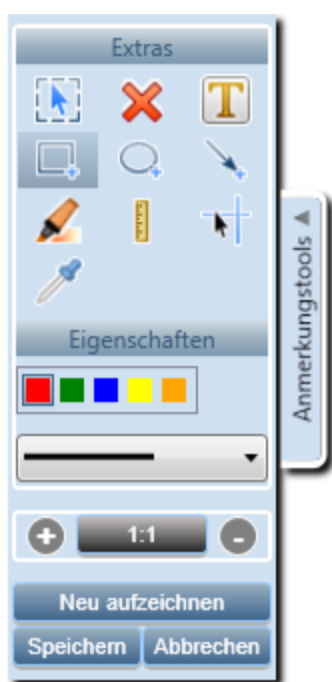 Extras
T
Eigenschaften
Anmerkungstools
1:1
Neu aufzeichnen
Speichern Abbrechen